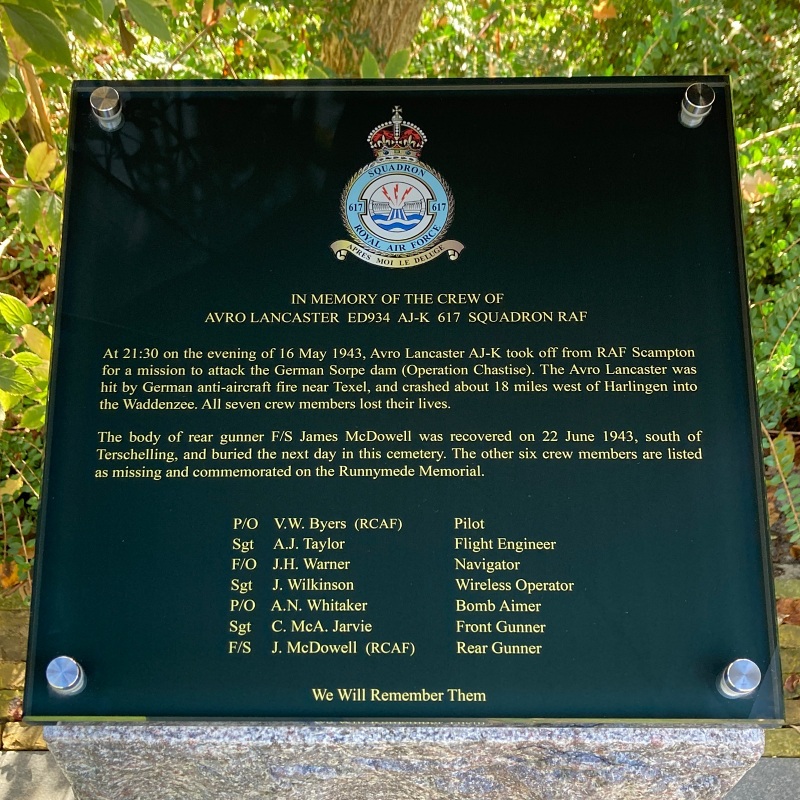 SQUADRON
617 617
ROYAL AIR FORCE
APRES MOI LE DELUGE
IN MEMORY OF THE CREW OF
AVRO LANCASTER ED934 AJ-K 617 SQUADRON RAF
At 21:30 on the evening of 16 May 1943, Avro Lancaster AJ-K took off from RAF Scampton
for a mission to attack the German Sorpe dam (Operation Chastise). The Avro Lancaster was
hit by German anti-aircraft fire near Texel, and crashed about 18 miles west of Harlingen into
the Waddenzee. All seven crew members lost their lives.
The body of rear gunner F/S James McDowell was recovered on 22 June 1943, south of
Terschelling, and buried the next day in this cemetery. The other six crew members are listed
as missing and commemorated on the Runnymede Memorial.
P/O V.W. Byers (RCAF) Pilot
Sgt A.J. Taylor Flight Engineer
F/O J.H. Warner Navigator
Sgt J. Wilkinson Wireless Operator
P/O A.N. Whitaker Bomb Aimer
Sgt C. McA. Jarvie Front Gunner
F/S J. McDowell (RCAF) Rear Gunner
We Will Remember Them